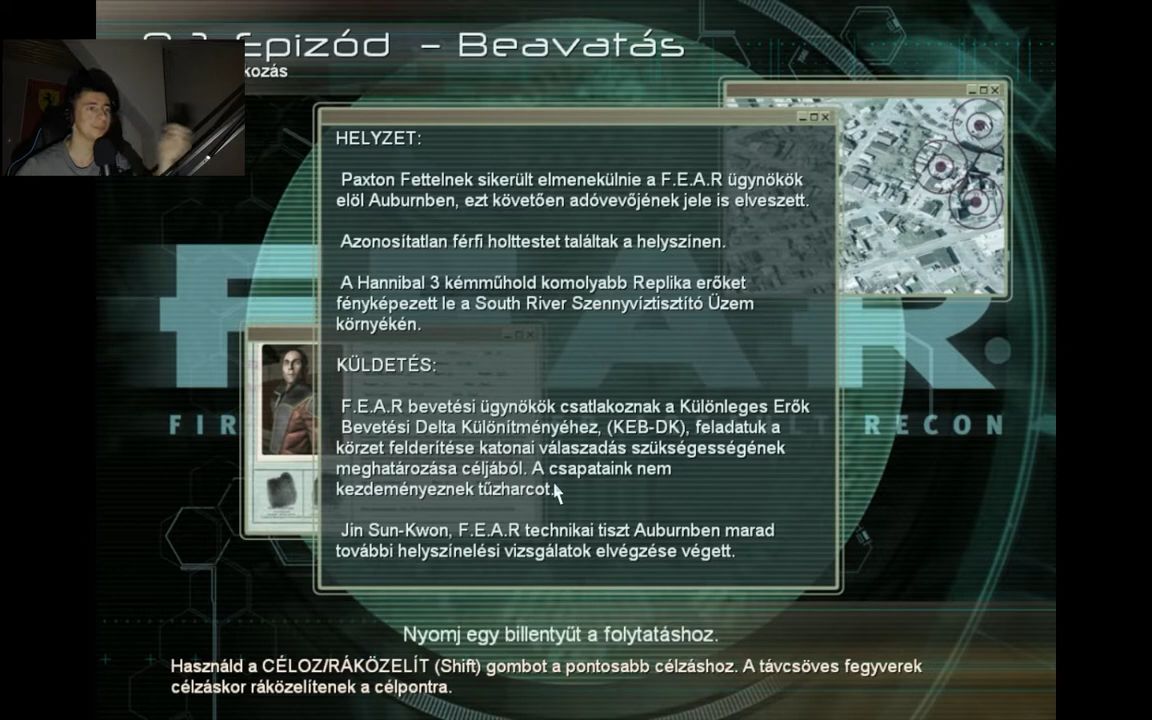 Epizód - Beavatás
kozás
HELYZET:
Paxton Fettelnek sikerült elmenekülnie a F.E.A.R ügynökök
elöl Auburnben, ezt követően adóvevőjének jele is elveszett.
Azonosítatlan férfi holttestet találtak a helyszínen.
A Hannibal 3 kémműhold komolyabb Replika erőket
fényképezett le a South River Szennyvíztisztító Üzem
környékén.
KÜLDETÉS:
F.E.A.R bevetési ügynökök csatlakoznak a Különleges Erők
Bevetési Delta Különítményéhez, (KEB-DK), feladatuk a
körzet felderítése katonai válaszadás szükségességének
meghatározása céljából. A csapataink nem
kezdeményeznek tűzharcot.
Jin Sun-Kwon, F.E.A.R technikai tiszt Auburnben marad
további helyszínelési vizsgálatok elvégzése végett.
F.E.A.R.
FIR RECON
Nyomj egy billentyűt a folytatáshoz.
Használd a CÉLOZ/RÁKÖZELÍT (Shift) gombot a pontosabb célzáshoz. A távcsöves fegyverek
célzáskor ráközelítenek a célpontra.